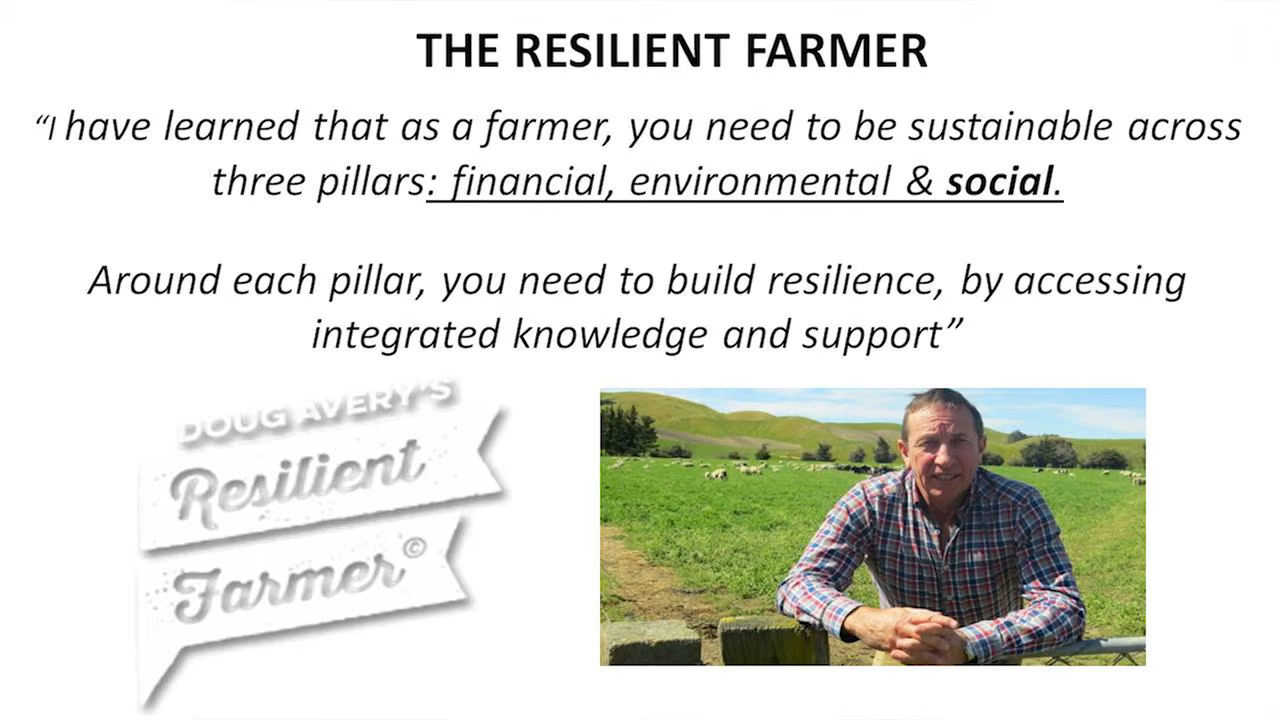 THE RESILIENT FARMER
“I have learned that as a farmer, you need to be sustainable across
three pillars: financial, environmental & social.
Around each pillar, you need to build resilience, by accessing
integrated knowledge and support”
DOUG AVERY'S
Resilient
Farmer©